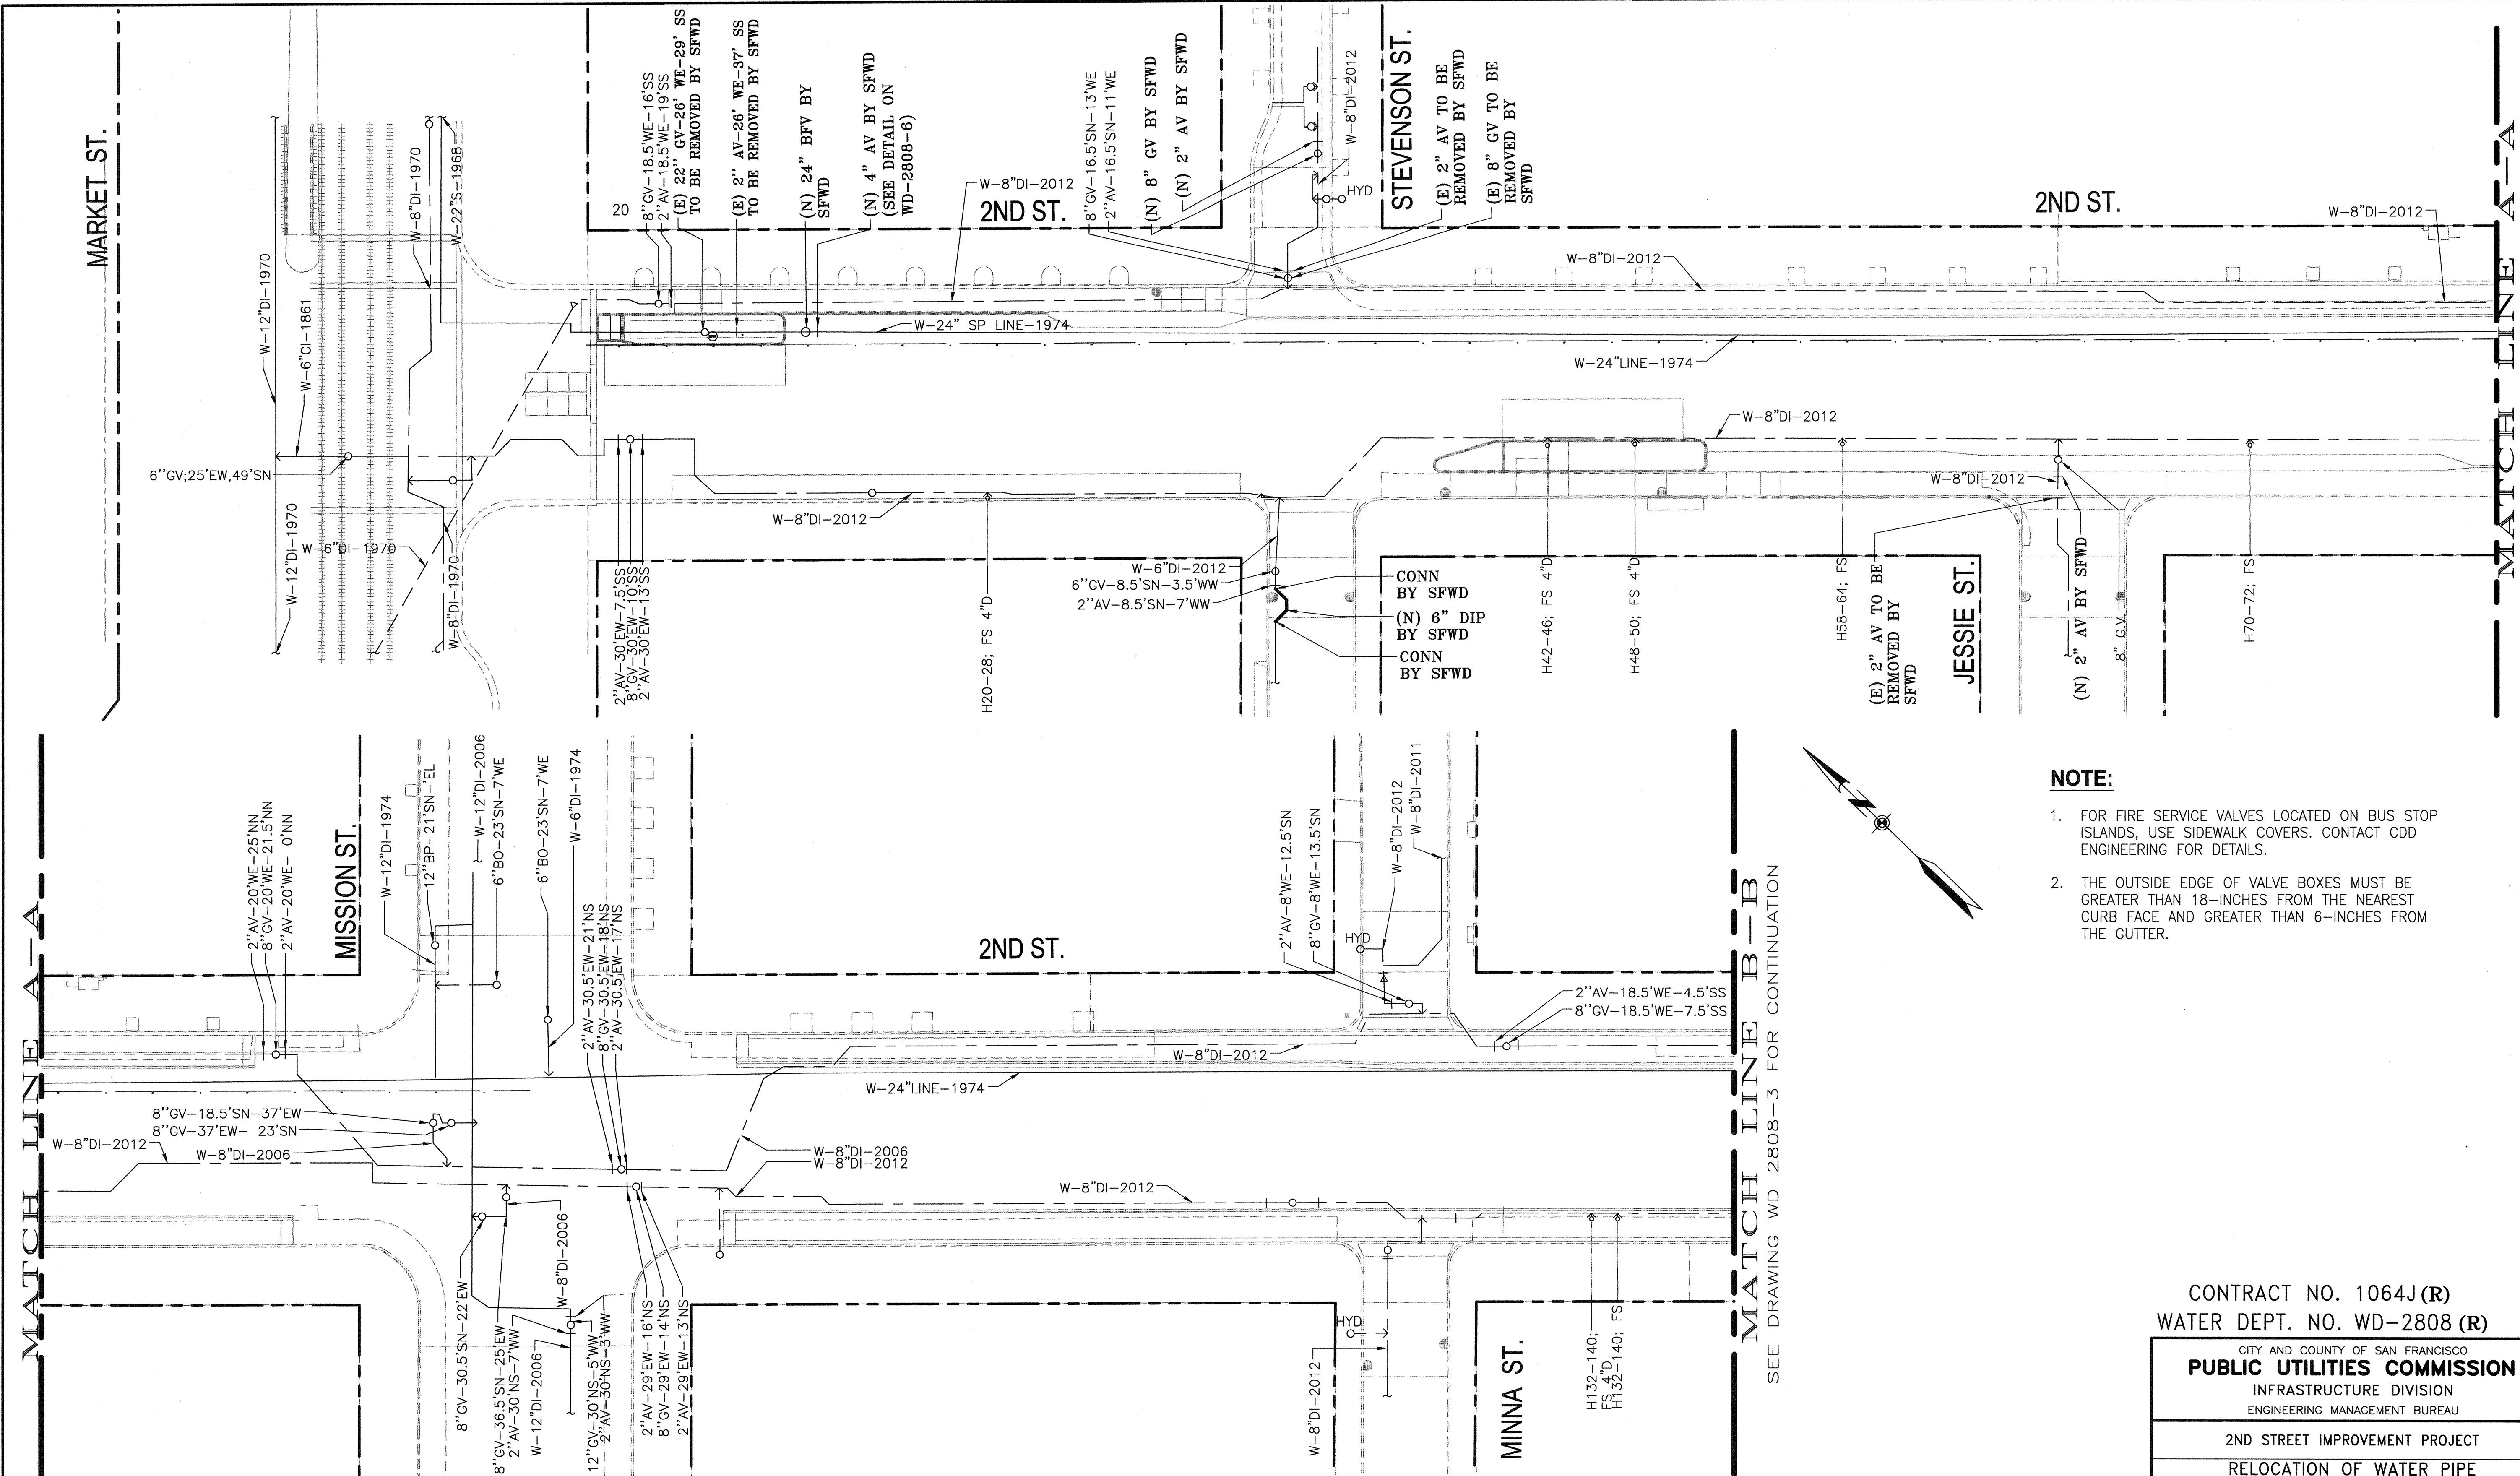 MARKET ST.
W-12"DI-1970
W-6"CI-1861
W-8"DI-1970
W-22"S-1968
6''GV;25'EW,49'SN
W-12"DI-1970
W-6"DI-1970
W-8"DI-1970
20
8''GV-18.5'WE-16'SS
2''AV-18.5'WE-19'SS
(E) 22" GV-26' WE-29' SS
TO BE REMOVED BY SFWD
(E) 2" AV-26' WE-37' SS
TO BE REMOVED BY SFWD
(N) 24" BFV BY
SFWD
(N) 4" AV BY SFWD
(SEE DETAIL ON
WD-2808-6)
W-8"DI-2012
2ND ST.
8''GV-16.5'SN-13'WE
2''AV-16.5'SN-11'WE
(N) 8" GV BY SFWD
(N) 2" AV BY SFWD
W-8"DI-2012
HYD
STEVENSON ST.
(E) 2" AV TO BE
REMOVED BY SFWD
(E) 8" GV TO BE
REMOVED BY
SFWD
2ND ST.
W-8"DI-2012
W-8"DI-2012
W-24" SP LINE-1974
W-24"LINE-1974
W-8"DI-2012
W-8"DI-2012
W-8"DI-2012
2''AV-30'EW-7.5'SS
8''GV-30'EW-10'SS
2''AV-30'EW-13'SS
H20-28; FS 4"D
W-6"DI-2012
6''GV-8.5'SN-3.5'WW
2''AV-8.5'SN-7'WW
CONN
BY SFWD
(N) 6" DIP
BY SFWD
CONN
BY SFWD
H42-46; FS 4"D
H48-50; FS 4"D
H58-64; FS
(E) 2" AV TO BE
REMOVED BY
SFWD
JESSIE ST.
(N) 2" AV BY SFWD
8" G.V.
H70-72; FS
MATCH LINE A-A
MATCH LINE A-A
2''AV-20'WE-25'NN
8''GV-20'WE-21.5'NN
2''AV-20'WE- 0'NN
MISSION ST.
W-12"DI-1974
12''BP-21'SN-'EL
W-12"DI-2006
6''BO-23'SN-7'WE
6''BO-23'SN-7'WE
W-6"DI-1974
2''AV-30.5'EW-21'NS
8''GV-30.5'EW-18'NS
2''AV-30.5'EW-17'NS
2ND ST.
2''AV-8'WE-12.5'SN
8''GV-8'WE-13.5'SN
HYD
W-8"DI-2012
W-8"DI-2011
2''AV-18.5'WE-4.5'SS
8''GV-18.5'WE-7.5'SS
W-8"DI-2012
W-24"LINE-1974
8''GV-18.5'SN-37'EW
8''GV-37'EW- 23'SN
W-8"DI-2012
W-8"DI-2006
W-8"DI-2006
W-8"DI-2012
W-8"DI-2012
8''GV-30.5'SN-22'EW
8''GV-36.5'SN-25'EW
2''AV-30'NS-7'WW
W-12"DI-2006
W-8"DI-2006
12''GV-30'NS-5'WW
2''AV-30'NS-3'WW
2''AV-29'EW-16'NS
8''GV-29'EW-14'NS
2''AV-29'EW-13'NS
W-8"DI-2012
HYD
MINNA ST.
H132-140;
FS 4"D
H132-140; FS
MATCH LINE B-B
SEE DRAWING WD 2808-3 FOR CONTINUATION
NOTE:
1. FOR FIRE SERVICE VALVES LOCATED ON BUS STOP
ISLANDS, USE SIDEWALK COVERS. CONTACT CDD
ENGINEERING FOR DETAILS.
2. THE OUTSIDE EDGE OF VALVE BOXES MUST BE
GREATER THAN 18-INCHES FROM THE NEAREST
CURB FACE AND GREATER THAN 6-INCHES FROM
THE GUTTER.
CONTRACT NO. 1064J(R)
WATER DEPT. NO. WD-2808(R)
CITY AND COUNTY OF SAN FRANCISCO
PUBLIC UTILITIES COMMISSION
INFRASTRUCTURE DIVISION
ENGINEERING MANAGEMENT BUREAU
2ND STREET IMPROVEMENT PROJECT
RELOCATION OF WATER PIPE